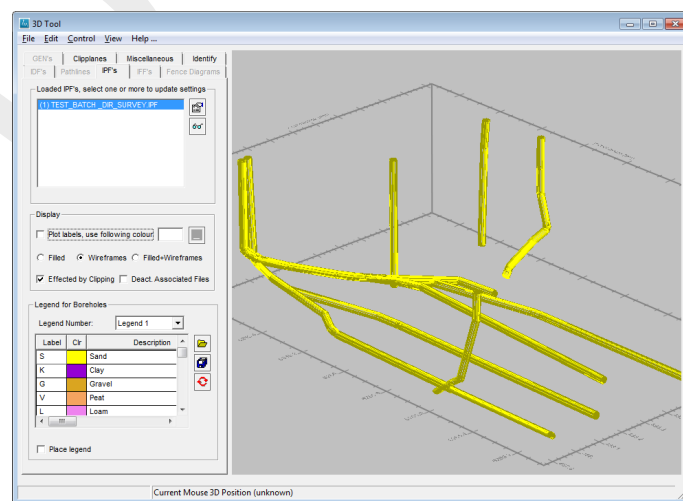 3D Tool
File Edit Control View Help ...
GEN's Clipplanes Miscellaneous Identify
IDF's Pathlines IPF's IFF's Fence Diagrams
Loaded IPF's, select one or more to update settings
(1) TEST_BATCH_DIR_SURVEY.IPF
Display
Plot labels, use following colour
Filled Wireframes Filled+Wireframes
Effected by Clipping Deact. Associated Files
Legend for Boreholes
Legend Number: Legend 1
Label Clr Description
S Sand
K Clay
G Gravel
V Peat
L Loam
Place legend
Current Mouse 3D Position (unknown)